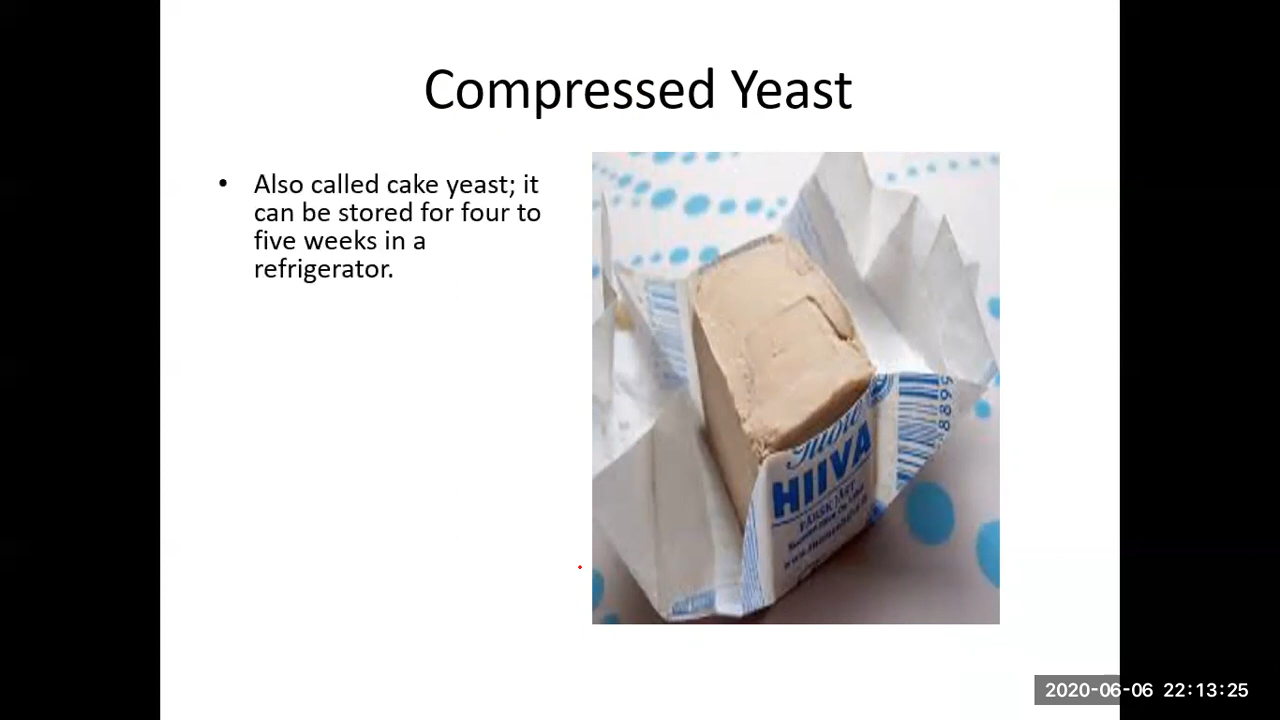 Compressed Yeast
• Also called cake yeast; it
can be stored for four to
five weeks in a
refrigerator.
HIIVA
2020-06-06 22:13:25